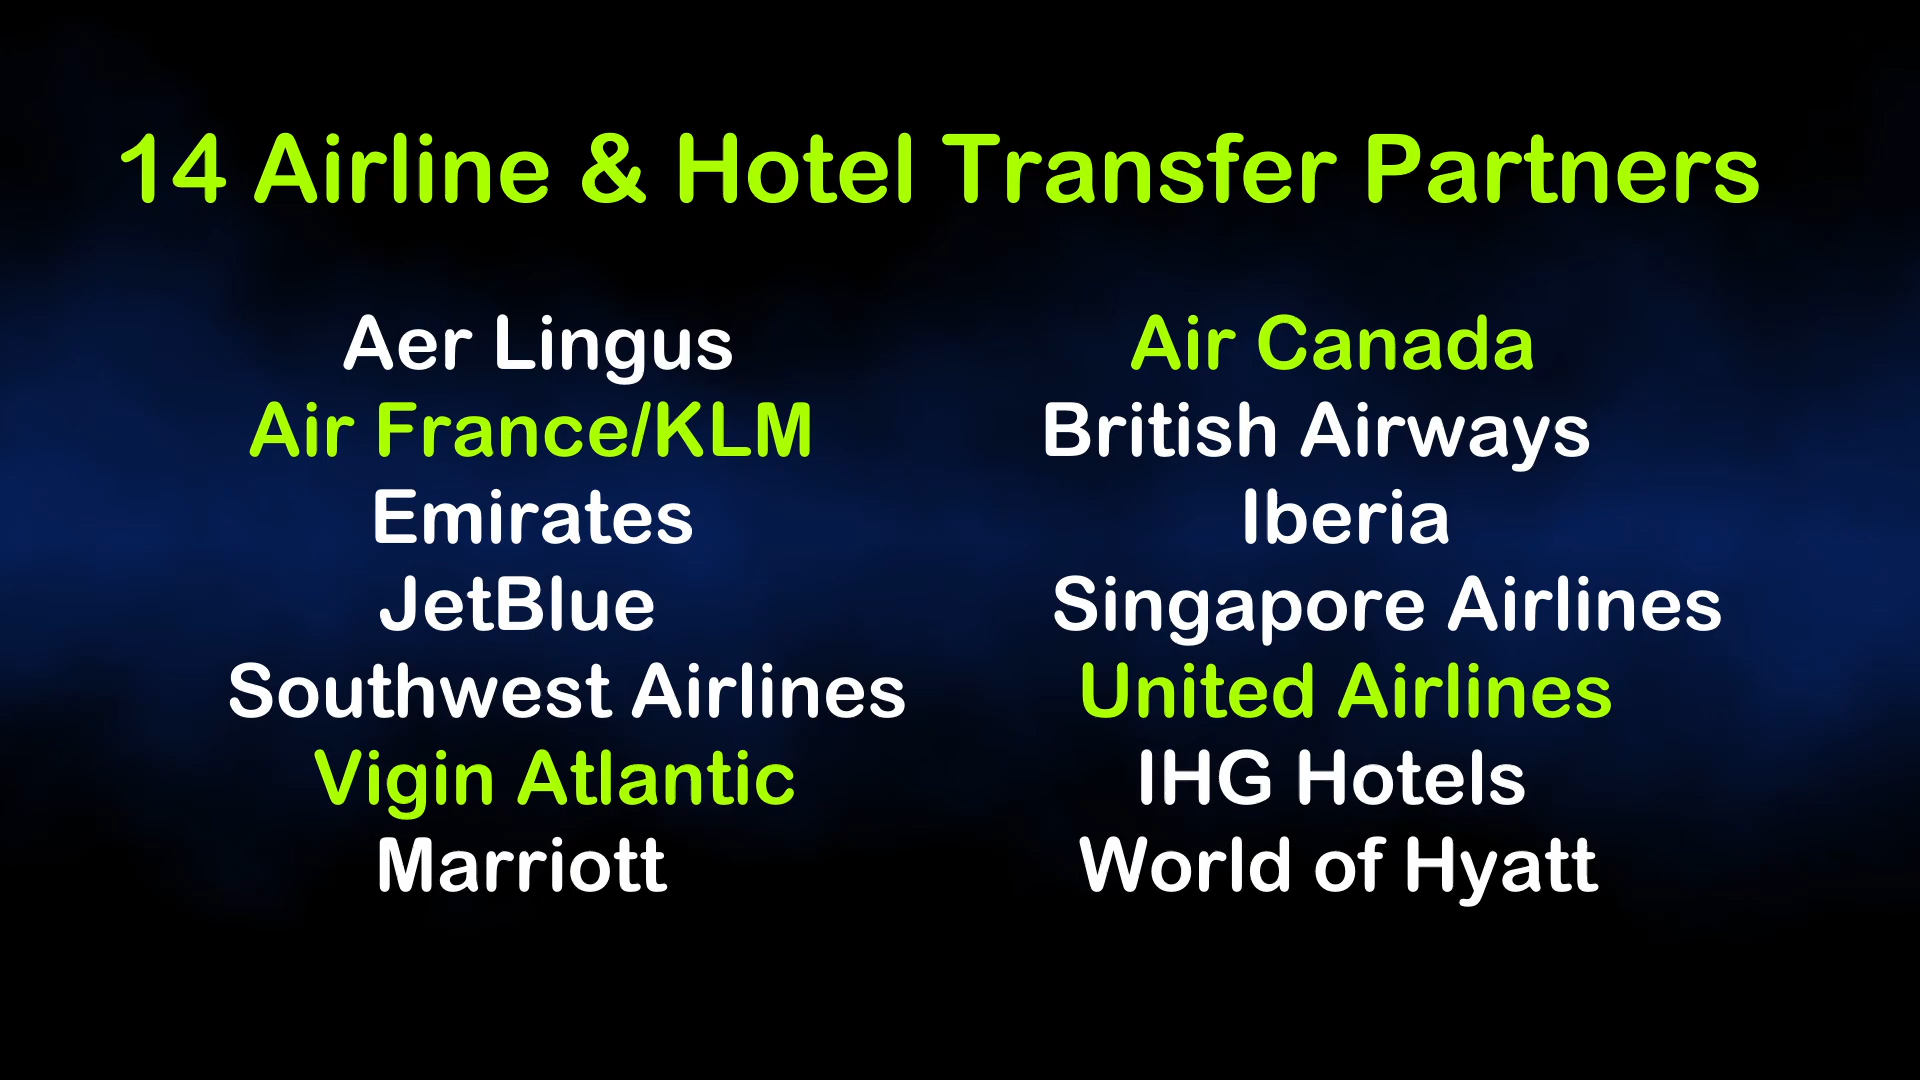 14 Airline & Hotel Transfer Partners
Aer Lingus
Air France/KLM
Emirates
JetBlue
Southwest Airlines
Vigin Atlantic
Marriott
Air Canada
British Airways
Iberia
Singapore Airlines
United Airlines
IHG Hotels
World of Hyatt